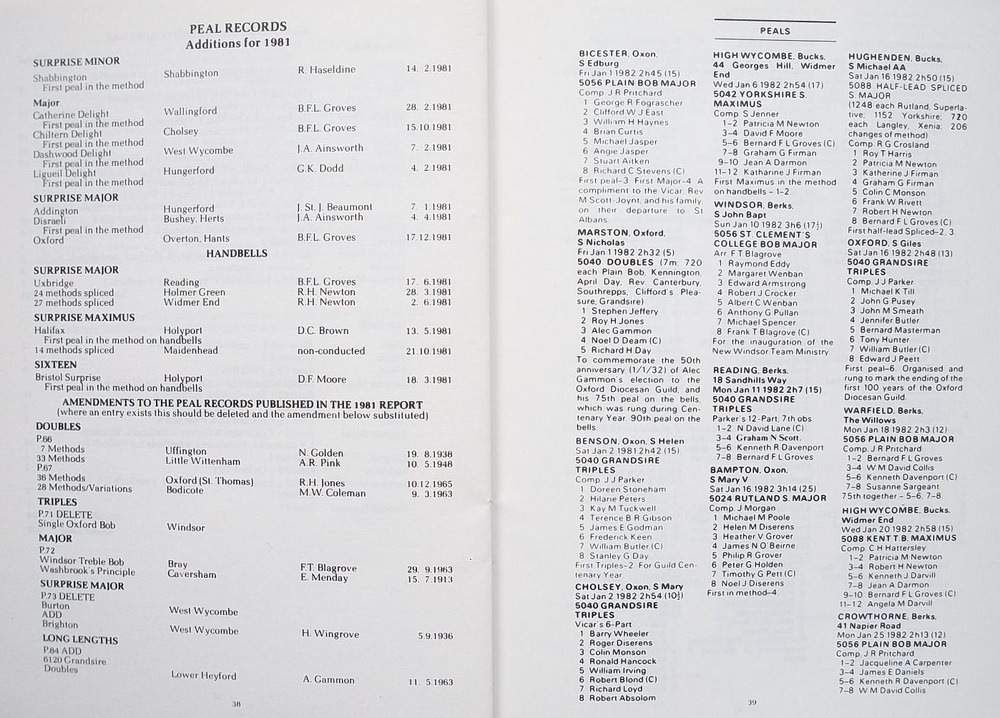 PEAL RECORDS
Additions for 1981
SURPRISE MINOR
Shabbington Shabbington R. Haseldine 14. 2.1981
First peal in the method
Major
Catherine Delight Wallingford B.F.L. Groves 28. 2.1981
First peal in the method
Chiltern Delight Cholsey B.F.L. Groves 15.10.1981
First peal in the method
Dashwood Delight West Wycombe J.A. Ainsworth 7. 2.1981
First peal in the method
Ligueil Delight Hungerford G.K. Dodd 4. 2.1981
First peal in the method
SURPRISE MAJOR
Addington Hungerford J. St. J. Beaumont 7. 1.1981
Disraeli Bushey, Herts J.A. Ainsworth 4. 4.1981
First peal in the method
Oxford Overton, Hants B.F.L. Groves 17.12.1981
HANDBELLS
SURPRISE MAJOR
Uxbridge Reading B.F.L. Groves 17. 6.1981
24 methods spliced Holmer Green R.H. Newton 28. 3.1981
27 methods spliced Widmer End R.H. Newton 2. 6.1981
SURPRISE MAXIMUS
Halifax Holyport D.C. Brown 13. 5.1981
First peal in the method on handbells
14 methods spliced Maidenhead non-conducted 21.10.1981
SIXTEEN
Bristol Surprise Holyport D.F. Moore 18. 3.1981
First peal in the method on handbells
AMENDMENTS TO THE PEAL RECORDS PUBLISHED IN THE 1981 REPORT
(where an entry exists this should be deleted and the amendment below substituted)
DOUBLES
P.66
7 Methods Uffington N. Golden 19. 8.1938
33 Methods Little Wittenham A.R. Pink 10. 5.1948
P.67
36 Methods Oxford (St. Thomas) R.H. Jones 10.12.1965
28 Methods/Variations Bodicote M.W. Coleman 9. 3.1963
TRIPLES
P.71 DELETE
Single Oxford Bob Windsor
MAJOR
P.72
Windsor Treble Bob Bray F.T. Blagrove 29. 9.1963
Washbrook's Principle Caversham E. Menday 15. 7.1913
SURPRISE MAJOR
P.73 DELETE
Burton West Wycombe
ADD
Brighton West Wycombe H. Wingrove 5.9.1936
LONG LENGTHS
P.84 ADD
6120 Grandsire
Doubles Lower Heyford A. Gammon 11. 5.1963
38
PEALS
BICESTER, Oxon.
S Edburg
Fri Jan 1 1982 2h45 (15)
5056 PLAIN BOB MAJOR
Comp. J R Pritchard
1 George R Fograscher
2 Clifford W J East
3 William H Haynes
4 Brian Curtis
5 Michael Jasper
6 Angie Jasper
7 Stuart Aitken
8 Richard C Stevens (C)
First peal-3. First Major-4. A
compliment to the Vicar, Rev
M Scott-Joynt, and his family,
on their departure to St
Albans.
MARSTON, Oxford.
S Nicholas
Fri Jan 1 1982 2h32 (5)
5040 DOUBLES (7m: 720
each Plain Bob, Kennington,
April Day, Rev. Canterbury,
Southrepps, Clifford's Plea-
sure, Grandsire)
1 Stephen Jeffery
2 Roy H Jones
3 Alec Gammon
4 Noel D Deam (C)
5 Richard H Day
To commemorate the 50th
anniversary (1/1/32) of Alec
Gammon's election to the
Oxford Diocesan Guild, and
his 75th peal on the bells,
which was rung during Cen-
tenary Year. 90th peal on the
bells.
BENSON, Oxon, S Helen
Sat Jan 2 1981 2h42 (15)
5040 GRANDSIRE
TRIPLES
Comp. J J Parker
1 Doreen Stoneham
2 Hilarie Peters
3 Kay M Tuckwell
4 Terence B R Gibson
5 James E Godman
6 Frederick Keen
7 William Butler (C)
8 Stanley G Day
First Triples-2. For Guild Cen-
tenary Year.
CHOLSEY, Oxon, S Mary
Sat Jan 2 1982 2h54 (10½)
5040 GRANDSIRE
TRIPLES
Vicar's 6-Part
1 Barry Wheeler
2 Roger Diserens
3 Colin Monson
4 Ronald Hancock
5 William Irving
6 Robert Blond (C)
7 Richard Loyd
8 Robert Absolom
HIGH WYCOMBE, Bucks.
44 Georges Hill, Widmer
End
Wed Jan 6 1982 2h54 (17)
5042 YORKSHIRE S.
MAXIMUS
Comp. S Jenner
1-2 Patricia M Newton
3-4 David F Moore
5-6 Bernard F L Groves (C)
7-8 Graham G Firman
9-10 Jean A Darmon
11-12 Katharine J Firman
First Maximus in the method
on handbells - 1-2.
WINDSOR, Berks.
S John Bapt
Sun Jan 10 1982 3h6 (17½)
5056 ST. CLEMENT'S
COLLEGE BOB MAJOR
Arr. F T Blagrove
1 Raymond Eddy
2 Margaret Wenban
3 Edward Armstrong
4 Robert J Crocker
5 Albert C Wenban
6 Anthony G Pullan
7 Michael Spencer
8 Frank T Blagrove (C)
For the inauguration of the
New Windsor Team Ministry
READING, Berks.
18 Sandhills Way
Mon Jan 11 1982 2h7 (15)
5040 GRANDSIRE
TRIPLES
Parker's 12-Part, 7th obs.
1-2 N David Lane (C)
3-4 Graham N Scott.
5-6 Kenneth R Davenport
7-8 Bernard F L Groves
BAMPTON, Oxon.
S Mary V
Sat Jan 16 1982 3h14 (25)
5024 RUTLAND S. MAJOR
Comp. J Morgan
1 Michael M Poole
2 Helen M Diserens
3 Heather V Grover
4 James N O Beirne
5 Philip R Grover
6 Peter G Holden
7 Timothy G Pett (C)
8 Noel J Diserens
First in method-4.
HUGHENDEN, Bucks.
S Michael AA
Sat Jan 16 1982 2h50 (15)
5088 HALF-LEAD SPLICED
S. MAJOR
(1248 each Rutland, Superla-
tive; 1152 Yorkshire; 720
each Langley, Xenia; 206
changes of method)
Comp. R G Crosland
1 Roy T Harris
2 Patricia M Newton
3 Katherine J Firman
4 Graham G Firman
5 Colin C Monson
6 Frank W Rivett
7 Robert H Newton
8 Bernard F L Groves (C)
First half-lead Spliced-2, 3.
OXFORD, S Giles
Sat Jan 16 1982 2h48 (13)
5040 GRANDSIRE
TRIPLES
Comp. J J Parker
1 Michael K Till
2 John G Pusey
3 John M Smeath
4 Jennifer Butler
5 Bernard Masterman
6 Tony Hunter
7 William Butler (C)
8 Edward J Peett
First peal-6. Organised and
rung to mark the ending of the
first 100 years of the Oxford
Diocesan Guild.
WARFIELD, Berks.
The Willows
Mon Jan 18 1982 2h3 (12)
5056 PLAIN BOB MAJOR
Comp. J R Pritchard
1-2 Bernard F L Groves
3-4 W M David Collis
5-6 Kenneth Davenport (C)
7-8 Susanne Sargeant
75th together - 5-6, 7-8.
HIGH WYCOMBE, Bucks.
Widmer End
Wed Jan 20 1982 2h58 (15)
5088 KENT T.B. MAXIMUS
Comp. C H Hattersley
1-2 Patricia M Newton
3-4 Robert H Newton
5-6 Kenneth J Darvill
7-8 Jean A Darmon
9-10 Bernard F L Groves (C)
11-12 Angela M Darvill
CROWTHORNE, Berks.
41 Napier Road
Mon Jan 25 1982 2h13 (12)
5056 PLAIN BOB MAJOR
Comp. J R Pritchard
1-2 Jacqueline A Carpenter
3-4 James E Daniels
5-6 Kenneth R Davenport (C)
7-8 W M David Collis
39